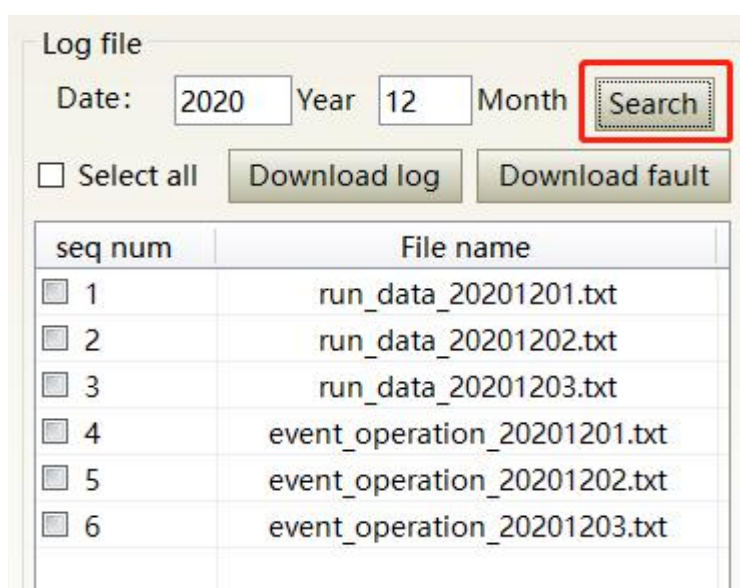 Log file
Date: 2020 Year 12 Month Search
Select all Download log Download fault
seq num File name
1 run_data_20201201.txt
2 run_data_20201202.txt
3 run_data_20201203.txt
4 event_operation_20201201.txt
5 event_operation_20201202.txt
6 event_operation_20201203.txt